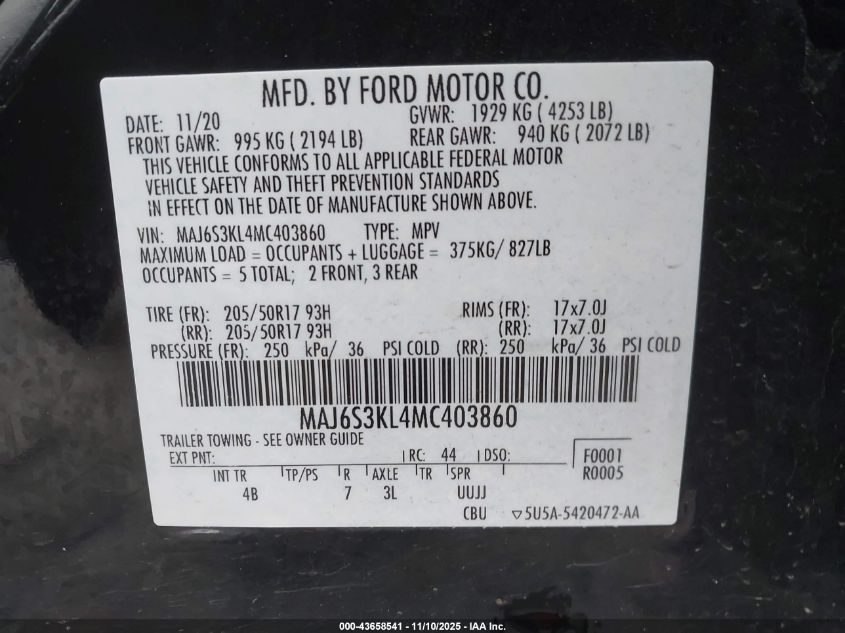 MFD. BY FORD MOTOR CO.
DATE: 11/20 GVWR: 1929 KG ( 4253 LB)
FRONT GAWR: 995 KG ( 2194 LB) REAR GAWR: 940 KG ( 2072 LB)
THIS VEHICLE CONFORMS TO ALL APPLICABLE FEDERAL MOTOR
VEHICLE SAFETY AND THEFT PREVENTION STANDARDS
IN EFFECT ON THE DATE OF MANUFACTURE SHOWN ABOVE.
VIN: MAJ6S3KL4MC403860 TYPE: MPV
MAXIMUM LOAD = OCCUPANTS + LUGGAGE = 375KG/ 827LB
OCCUPANTS = 5 TOTAL; 2 FRONT, 3 REAR
TIRE (FR): 205/50R17 93H RIMS (FR): 17x7.0J
(RR): 205/50R17 93H (RR): 17x7.0J
PRESSURE (FR): 250 kPa/ 36 PSI COLD (RR): 250 kPa/ 36 PSI COLD
MAJ6S3KL4MC403860
TRAILER TOWING - SEE OWNER GUIDE
EXT PNT: RC: 44 DSO: F0001
INT TR TP/PS R AXLE TR SPR R0005
4B 7 3L UUJJ
CBU ▽5U5A-5420472-AA
000-43658541 - 11/10/2025 - IAA Inc.